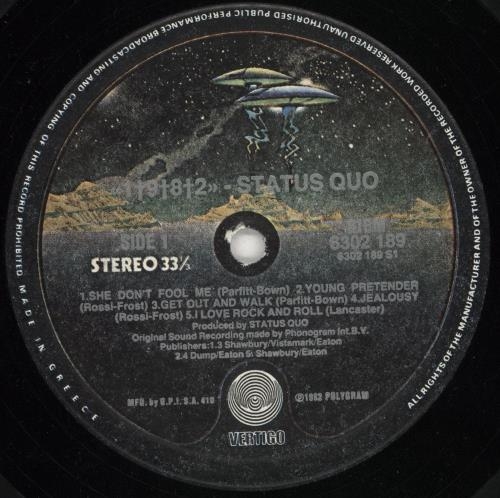 UNAUTHORISED PUBLIC PERFORMANCE BROADCASTING AND COPYING OF THIS RECORD PROHIBITED MADE IN GREECE
ALL RIGHTS OF THE MANUFACTURER AND OF THE OWNER OF THE RECORDED WORK RESERVED
«1†9†8†2» - STATUS QUO
SIDE 1
6302 189
6302 189 S1
STEREO 33⅓
1.SHE DON'T FOOL ME (Parfitt-Bown) 2.YOUNG PRETENDER
(Rossi-Frost) 3.GET OUT AND WALK (Parfitt-Bown) 4.JEALOUSY
(Rossi-Frost) 5.I LOVE ROCK AND ROLL (Lancaster)
Produced by STATUS QUO
Original Sound Recording made by Phonogram Int.B.V.
Publishers:1.3 Shawbury/Vistamark/Eaton
2.4 Dump/Eaton 5. Shawbury/Eaton
MFG. by G.P.I. S.A. 410
℗1982 POLYGRAM
VERTIGO